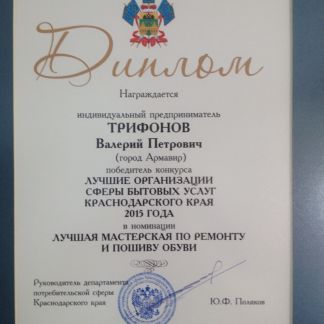 Диплом
Награждается
индивидуальный предприниматель
ТРИФОНОВ
Валерий Петрович
(город Армавир)
победитель конкурса
ЛУЧШИЕ ОРГАНИЗАЦИИ
СФЕРЫ БЫТОВЫХ УСЛУГ
КРАСНОДАРСКОГО КРАЯ
2015 ГОДА
в номинации
ЛУЧШАЯ МАСТЕРСКАЯ ПО РЕМОНТУ
И ПОШИВУ ОБУВИ
Руководитель департамента
потребительской сферы
Краснодарского края
Ю.Ф. Поляков